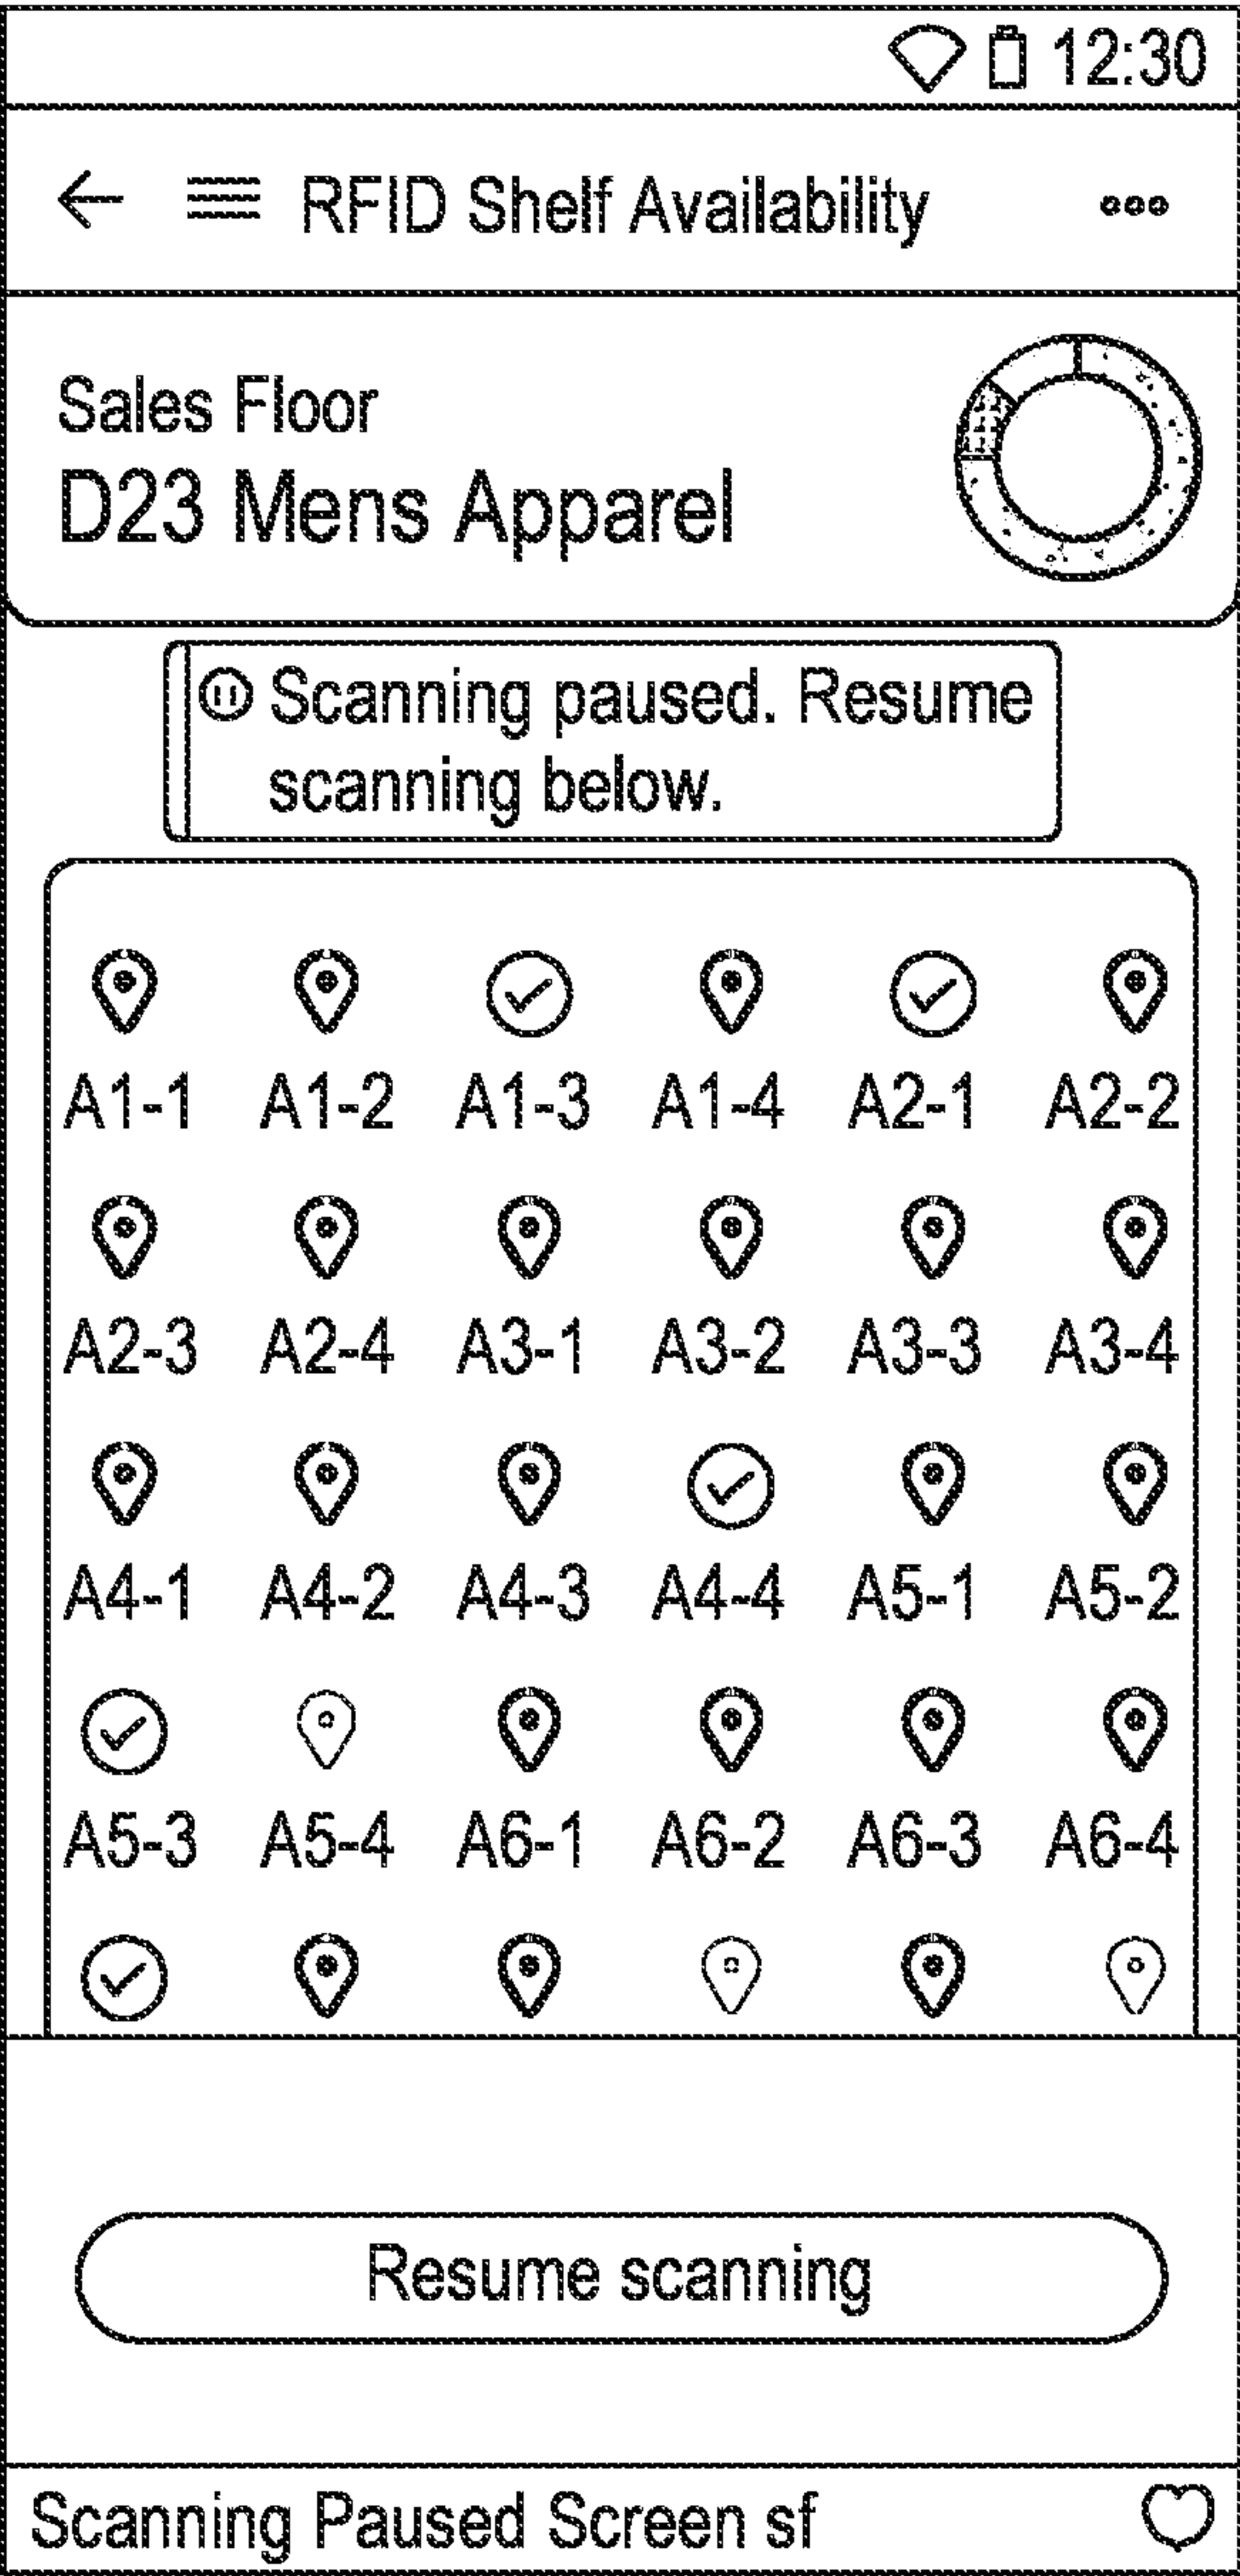 12:30
RFID Shelf Availability
Sales Floor
D23 Mens Apparel
Scanning paused. Resume
scanning below.
A1-1 A1-2 A1-3 A1-4 A2-1 A2-2
A2-3 A2-4 A3-1 A3-2 A3-3 A3-4
A4-1 A4-2 A4-3 A4-4 A5-1 A5-2
A5-3 A5-4 A6-1 A6-2 A6-3 A6-4
Resume scanning
Scanning Paused Screen sf